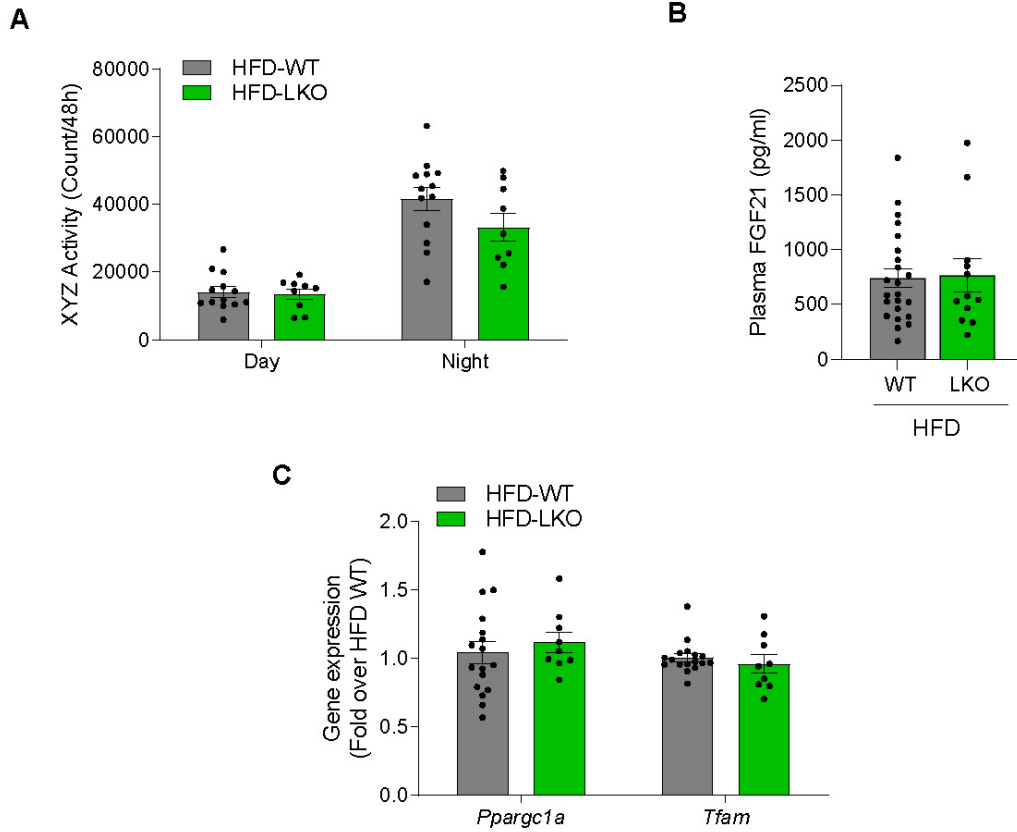 A
XYZ Activity (Count/48h)
80000
60000
40000
20000
0
HFD-WT
HFD-LKO
Day
Night
B
Plasma FGF21 (pg/ml)
2500
2000
1500
1000
500
0
WT
LKO
HFD
C
Gene expression
(Fold over HFD WT)
2.0
1.5
1.0
0.5
0.0
HFD-WT
HFD-LKO
Ppargc1a
Tfam